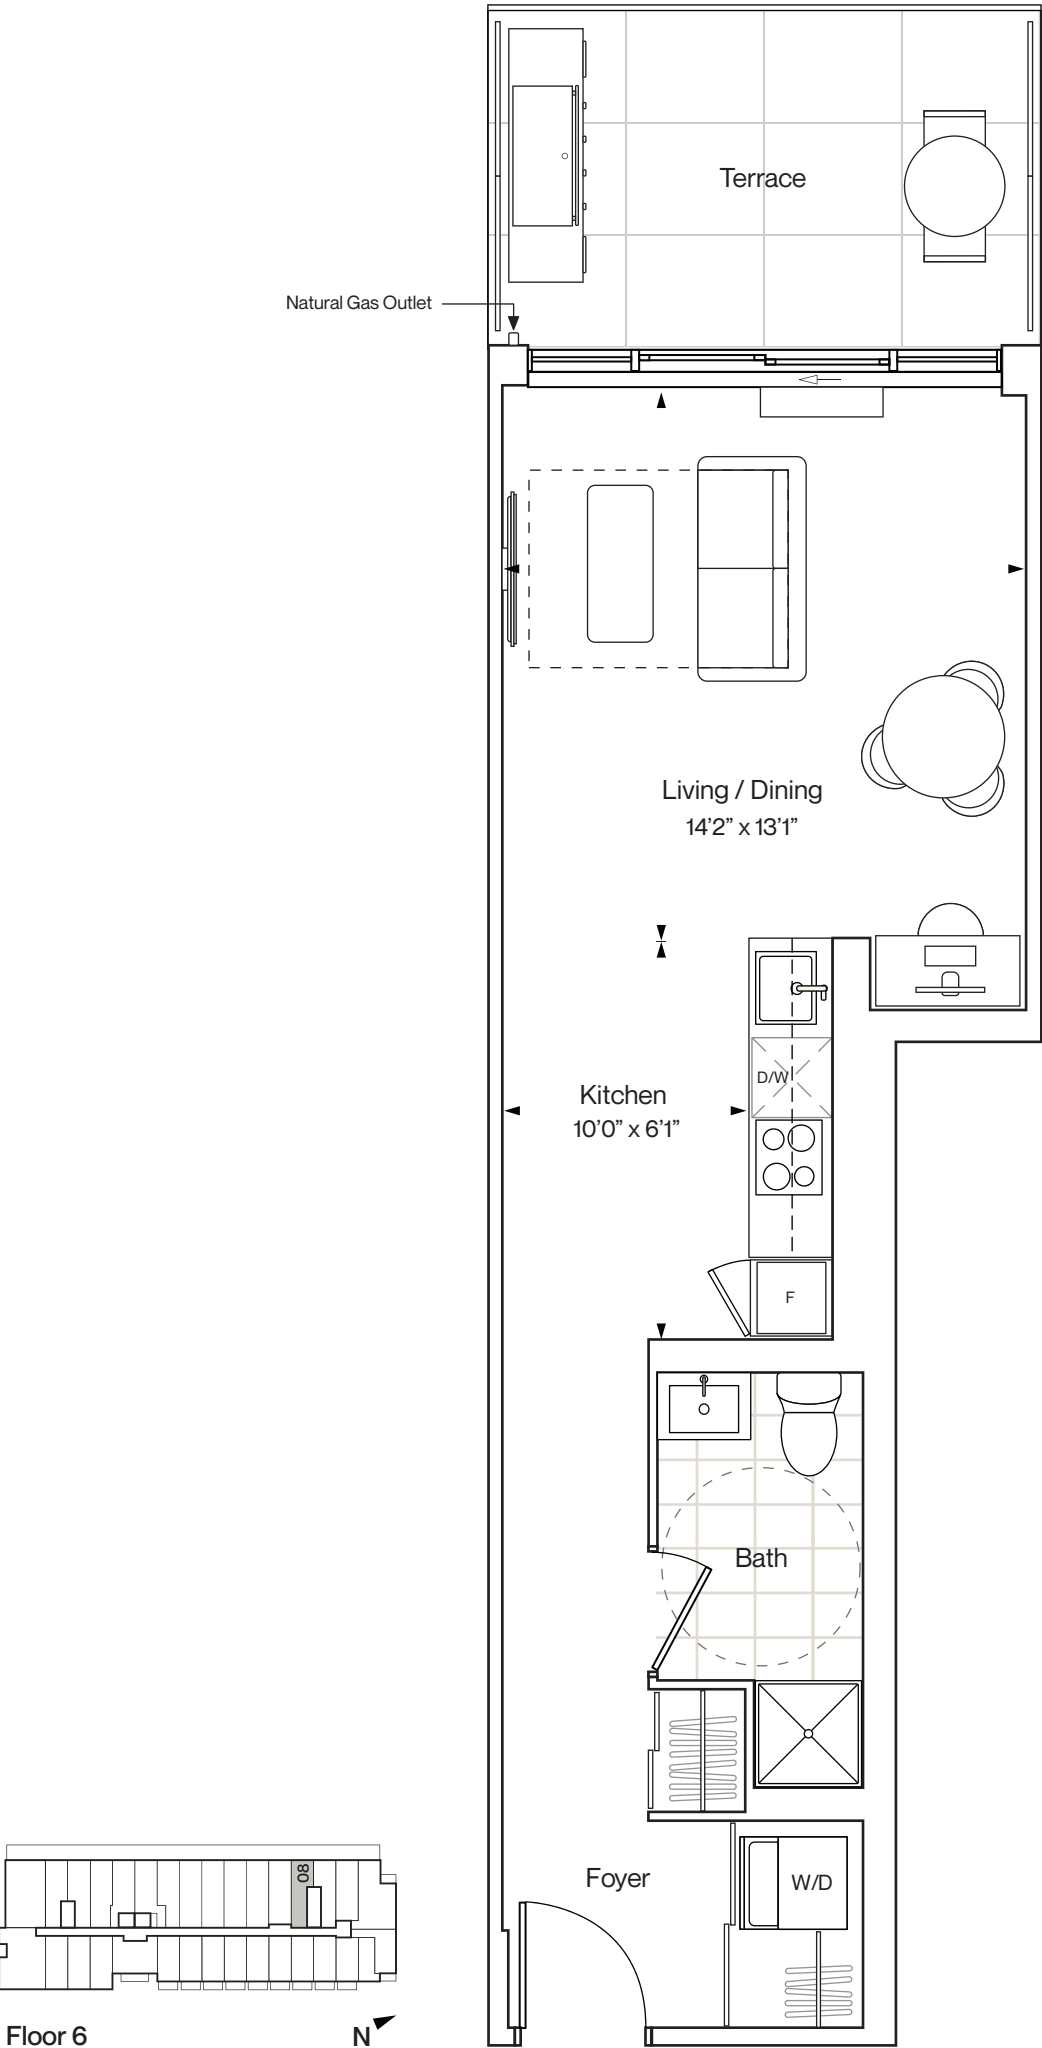 Terrace
Natural Gas Outlet
Living / Dining
14’2” x 13’1”
D/W
Kitchen
10’0” x 6’1”
F
Bath
Foyer
W/D
08
Floor 6
N